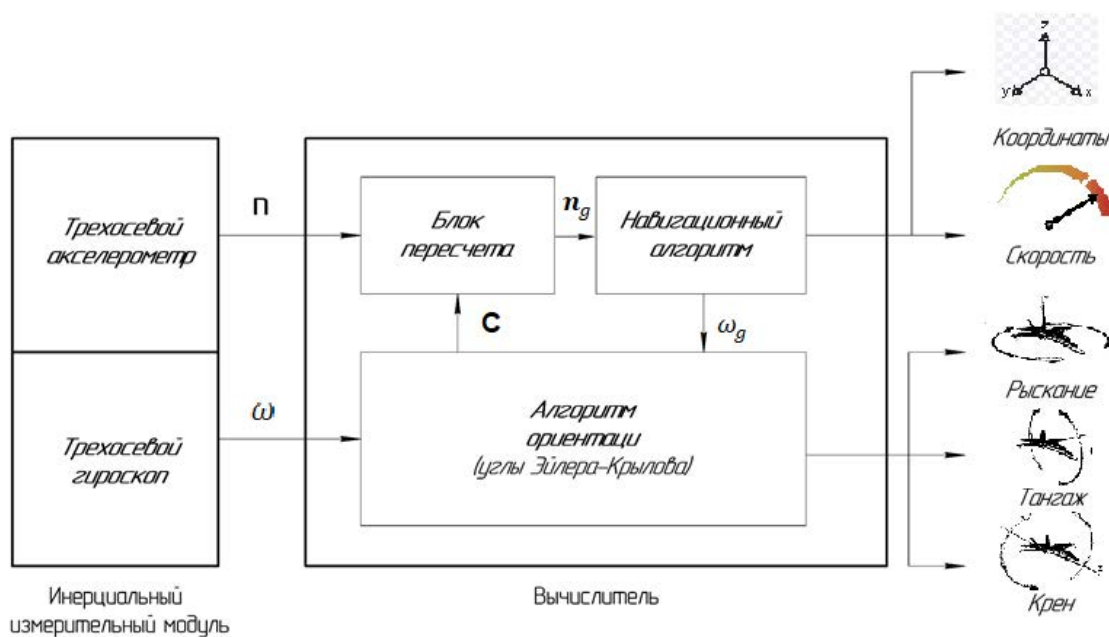 z
y
x
Координаты
Трехосевой
акселерометр
п
Блок
пересчета
n_g
Навигационный
алгоритм
Скорость
C
ω_g
Рыскание
Трехосевой
гироскоп
ω
Алгоритм
ориентаци
(углы Эйлера-Крылова)
Тангаж
Крен
Инерциальный
измерительный модуль
Вычислитель